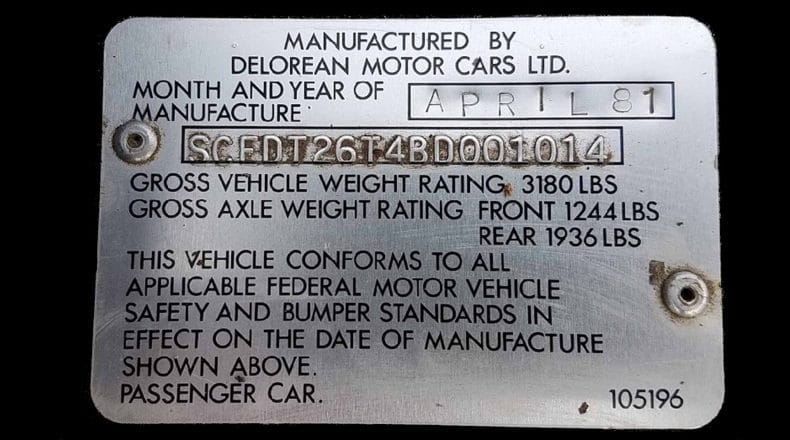 MANUFACTURED BY
DELOREAN MOTOR CARS LTD.
MONTH AND YEAR OF
MANUFACTURE
APRIL 81
SCEDT26T4BD001014
GROSS VEHICLE WEIGHT RATING 3180 LBS
GROSS AXLE WEIGHT RATING FRONT 1244 LBS
REAR 1936 LBS
THIS VEHICLE CONFORMS TO ALL
APPLICABLE FEDERAL MOTOR VEHICLE
SAFETY AND BUMPER STANDARDS IN
EFFECT ON THE DATE OF MANUFACTURE
SHOWN ABOVE.
PASSENGER CAR.
105196